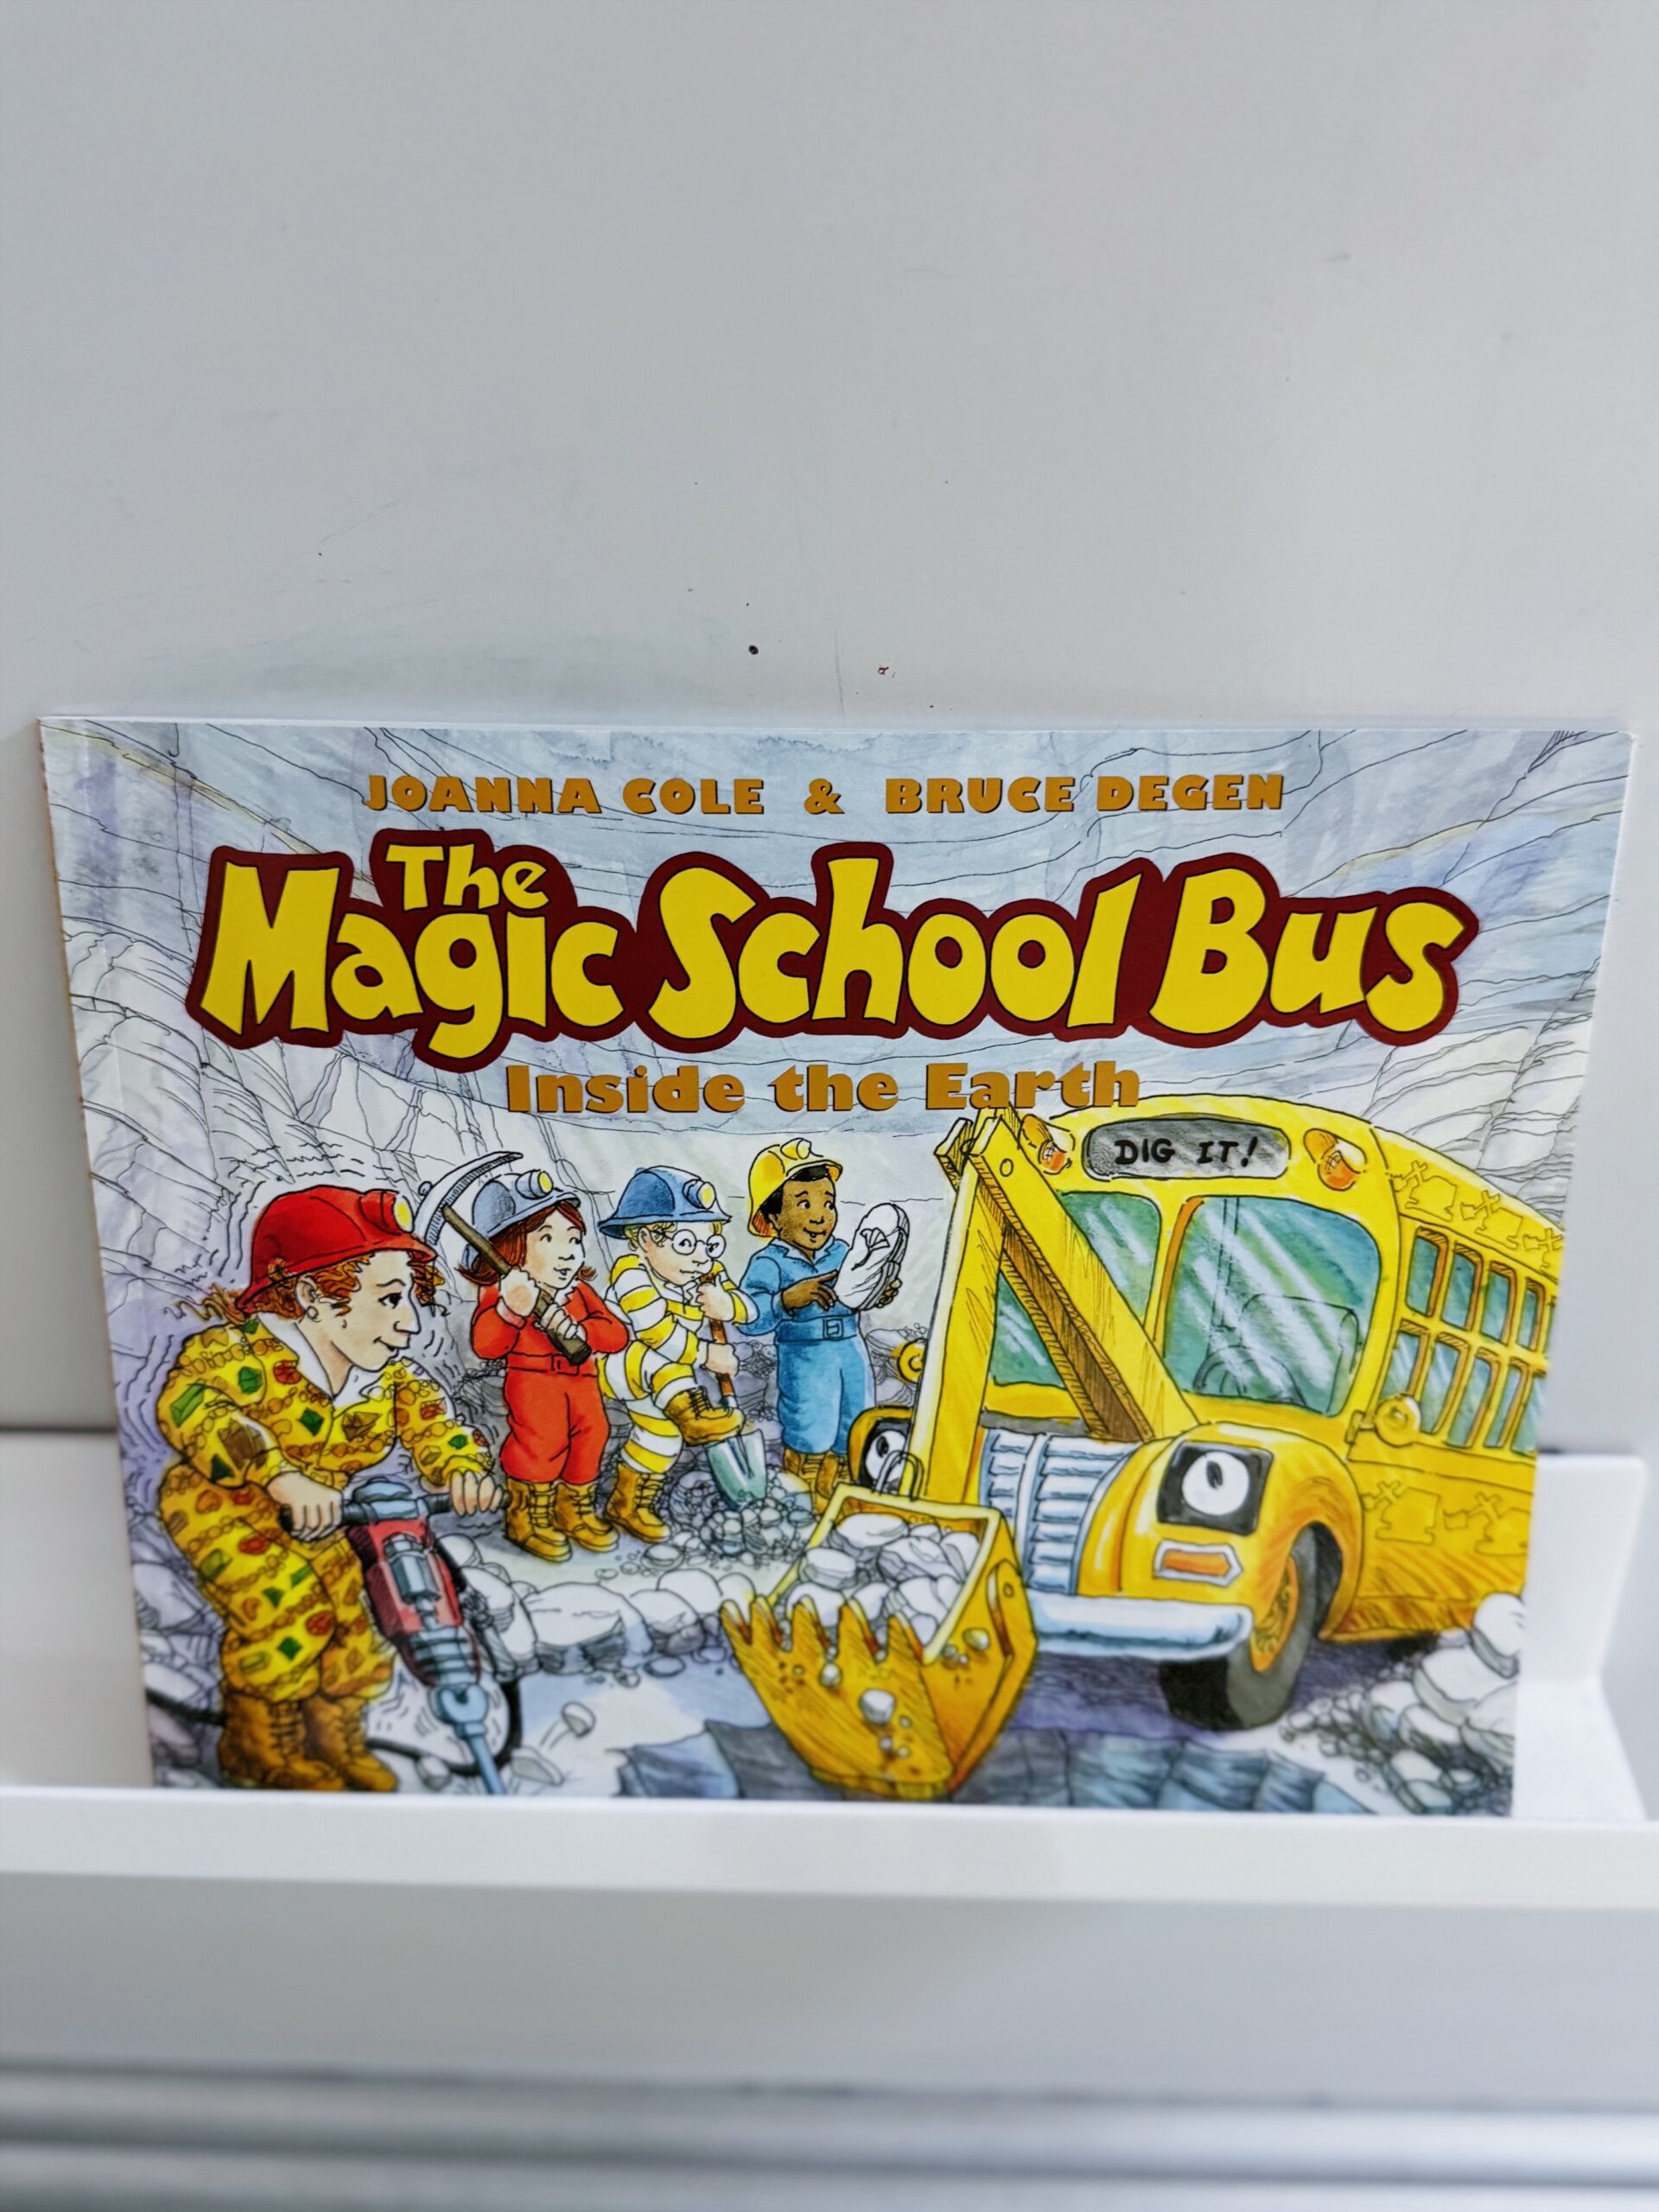 JOANNA COLE & BRUCE DEGEN
The
Magic School Bus
Inside the Earth
DIG IT!